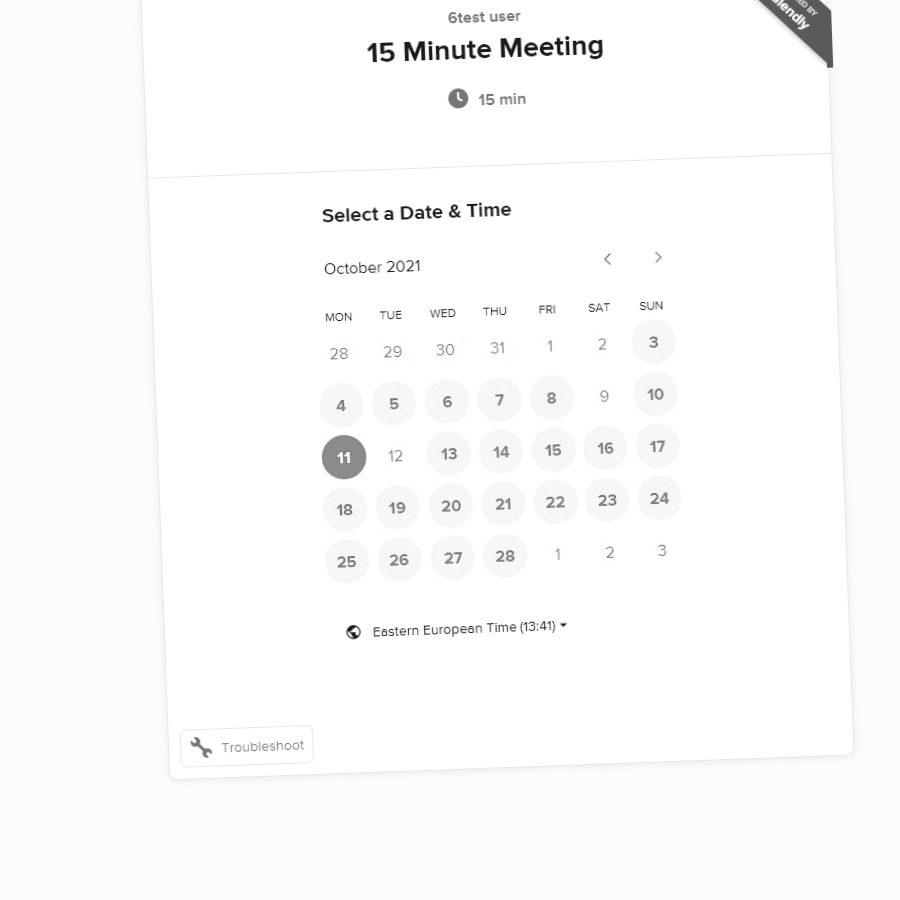 6test user
15 Minute Meeting
15 min
Select a Date & Time
October 2021
MON TUE WED THU FRI SAT SUN
28 29 30 31 1 2 3
4 5 6 7 8 9 10
11 12 13 14 15 16 17
18 19 20 21 22 23 24
25 26 27 28 1 2 3
Eastern European Time (13:41)
Troubleshoot